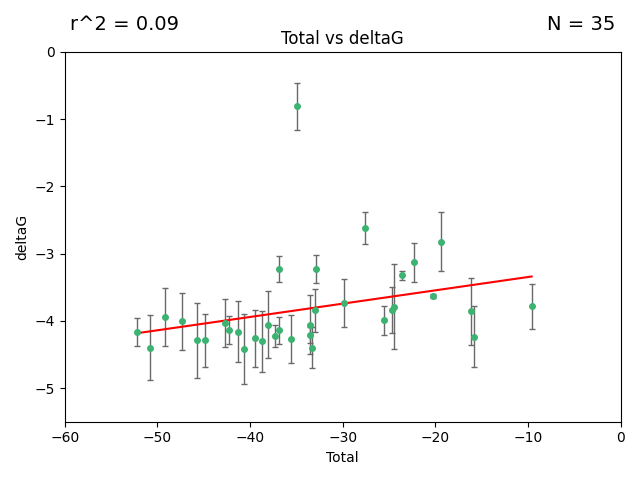 r^2 = 0.09
N = 35
Total vs deltaG
0
−1
−2
−3
−4
−5
deltaG
−60
−50
−40
−30
−20
−10
0
Total